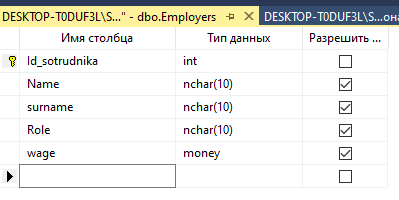 DESKTOP-T0DUF3L\S..." - dbo.Employers
DESKTOP-T0DUF3L\S...она
Имя столбца Тип данных Разрешить ...
Id_sotrudnika int
Name nchar(10)
surname nchar(10)
Role nchar(10)
wage money